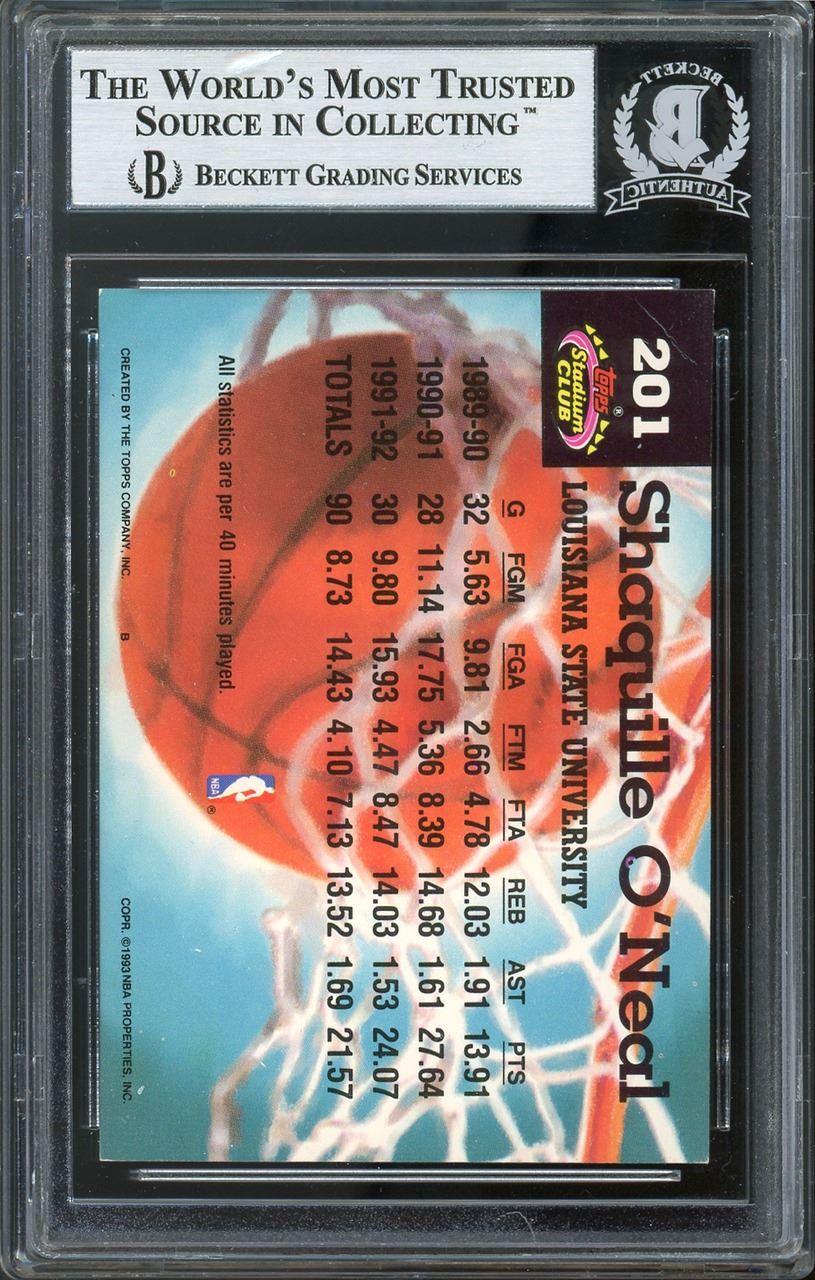 THE WORLD'S MOST TRUSTED
SOURCE IN COLLECTING™
B BECKETT GRADING SERVICES
BECKETT
B
AUTHENTIC
201 Shaquille O'Neal
Topps®
Stadium
CLUB
LOUISIANA STATE UNIVERSITY
G FGM FGA FTM FTA REB AST PTS
1989-90 32 5.63 9.81 2.66 4.78 12.03 1.91 13.91
1990-91 28 11.14 17.75 5.36 8.39 14.68 1.61 27.64
1991-92 30 9.80 15.93 4.47 8.47 14.03 1.53 24.07
TOTALS 90 8.73 14.43 4.10 7.13 13.52 1.69 21.57
All statistics are per 40 minutes played.
NBA ®
CREATED BY THE TOPPS COMPANY, INC. B COPR. ©1993 NBA PROPERTIES, INC.